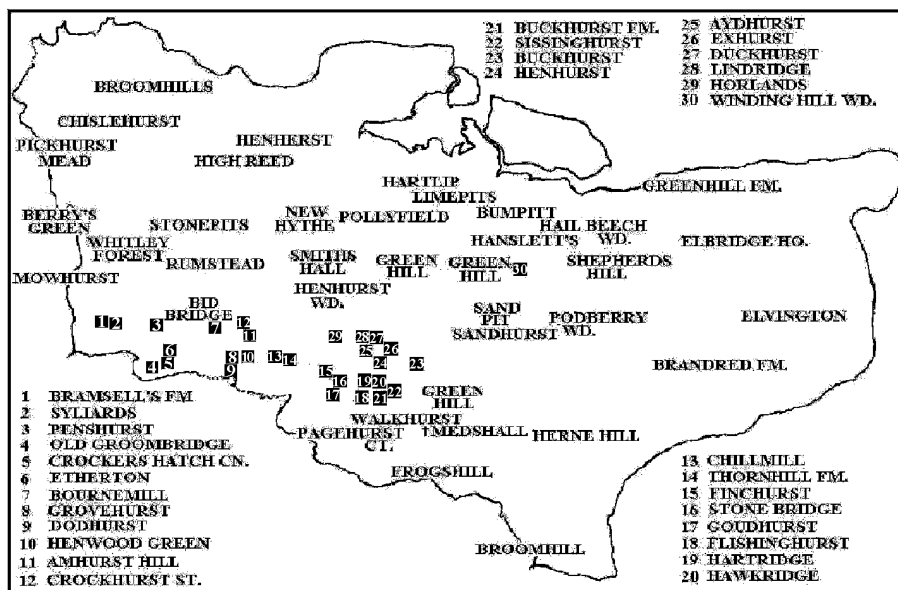 21 BUCKHURST FM.
22 SISSINGHURST
23 BUCKHURST
24 HENHURST
25 AYDHURST
26 EXHURST
27 DUCKHURST
28 LINDRIDGE
29 HORLANDS
30 WINDING HILL WD.
BROOMHILLS
CHISLEHURST
PICKHURST
MEAD
HENHERST
HIGH REED
HARTLIP
LIMEPITS
GREENHILL FM.
BERRY'S
GREEN
STONEPITS
NEW
HYTHE
POLLYFIELD
BUMPITT
HAIL BEECH
WD.
WHITLEY
FOREST
HANSLETT'S
ELBRIDGE HO.
RUMSTEAD
SMITHS
HALL
GREEN
HILL
GREEN
HILL
30
SHEPHERDS
HILL
MOWHURST
HENHURST
WD.
BID
BRIDGE
SAND
PIT
SANDHURST
PODBERRY
WD.
ELVINGTON
1 2 3 7 12
11
29 28 27
25 26
6
5
4
8 10 13 14
9
24 23
BRANDRED FM.
15
16 19 20
17 18 21 22
GREEN
HILL
WALKHURST
PAGEHURST
CT.
†MEDSHALL
HERNE HILL
FROGSHILL
BROOMHILL
1 BRAMSELL'S FM
2 SYLIARDS
3 PENSHURST
4 OLD GROOMBRIDGE
5 CROCKERS HATCH CN.
6 ETHERTON
7 BOURNEMILL
8 GROVEHURST
9 DODHURST
10 HENWOOD GREEN
11 AMHURST HILL
12 CROCKHURST ST.
13 CHILLMILL
14 THORNHILL FM.
15 FINCHURST
16 STONE BRIDGE
17 GOUDHURST
18 FLISHINGHURST
19 HARTRIDGE
20 HAWKRIDGE